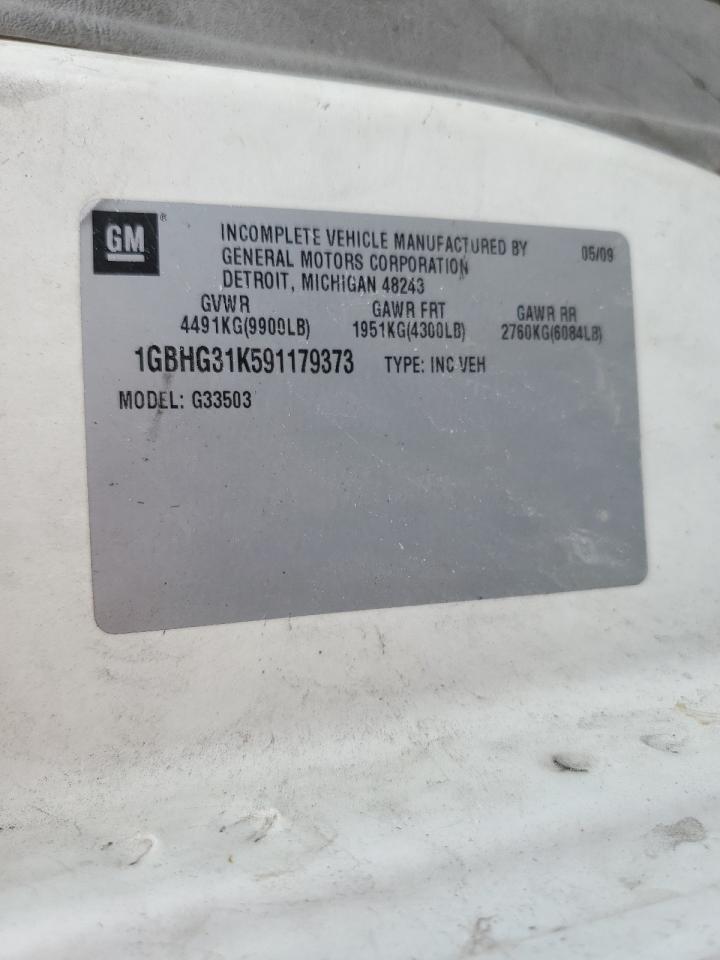 GM ®
INCOMPLETE VEHICLE MANUFACTURED BY 05/09
GENERAL MOTORS CORPORATION
DETROIT, MICHIGAN 48243
GVWR GAWR FRT GAWR RR
4491KG(9900LB) 1951KG(4300LB) 2760KG(6084LB)
1GBHG31K591179373 TYPE: INC VEH
MODEL: G33503